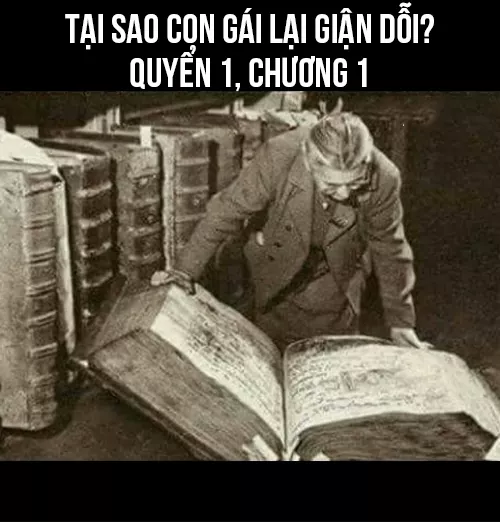 TẠI SAO CON GÁI LẠI GIẬN DỖI?
QUYỂN 1, CHƯƠNG 1